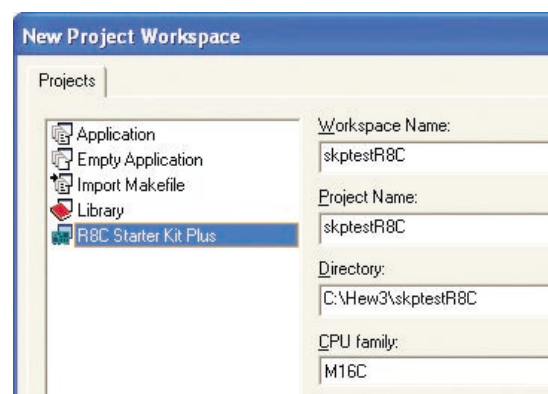 New Project Workspace
Projects
Application
Empty Application
Import Makefile
Library
R8C Starter Kit Plus
Workspace Name:
skptestR8C
Project Name:
skptestR8C
Directory:
C:\Hew3\skptestR8C
CPU family:
M16C